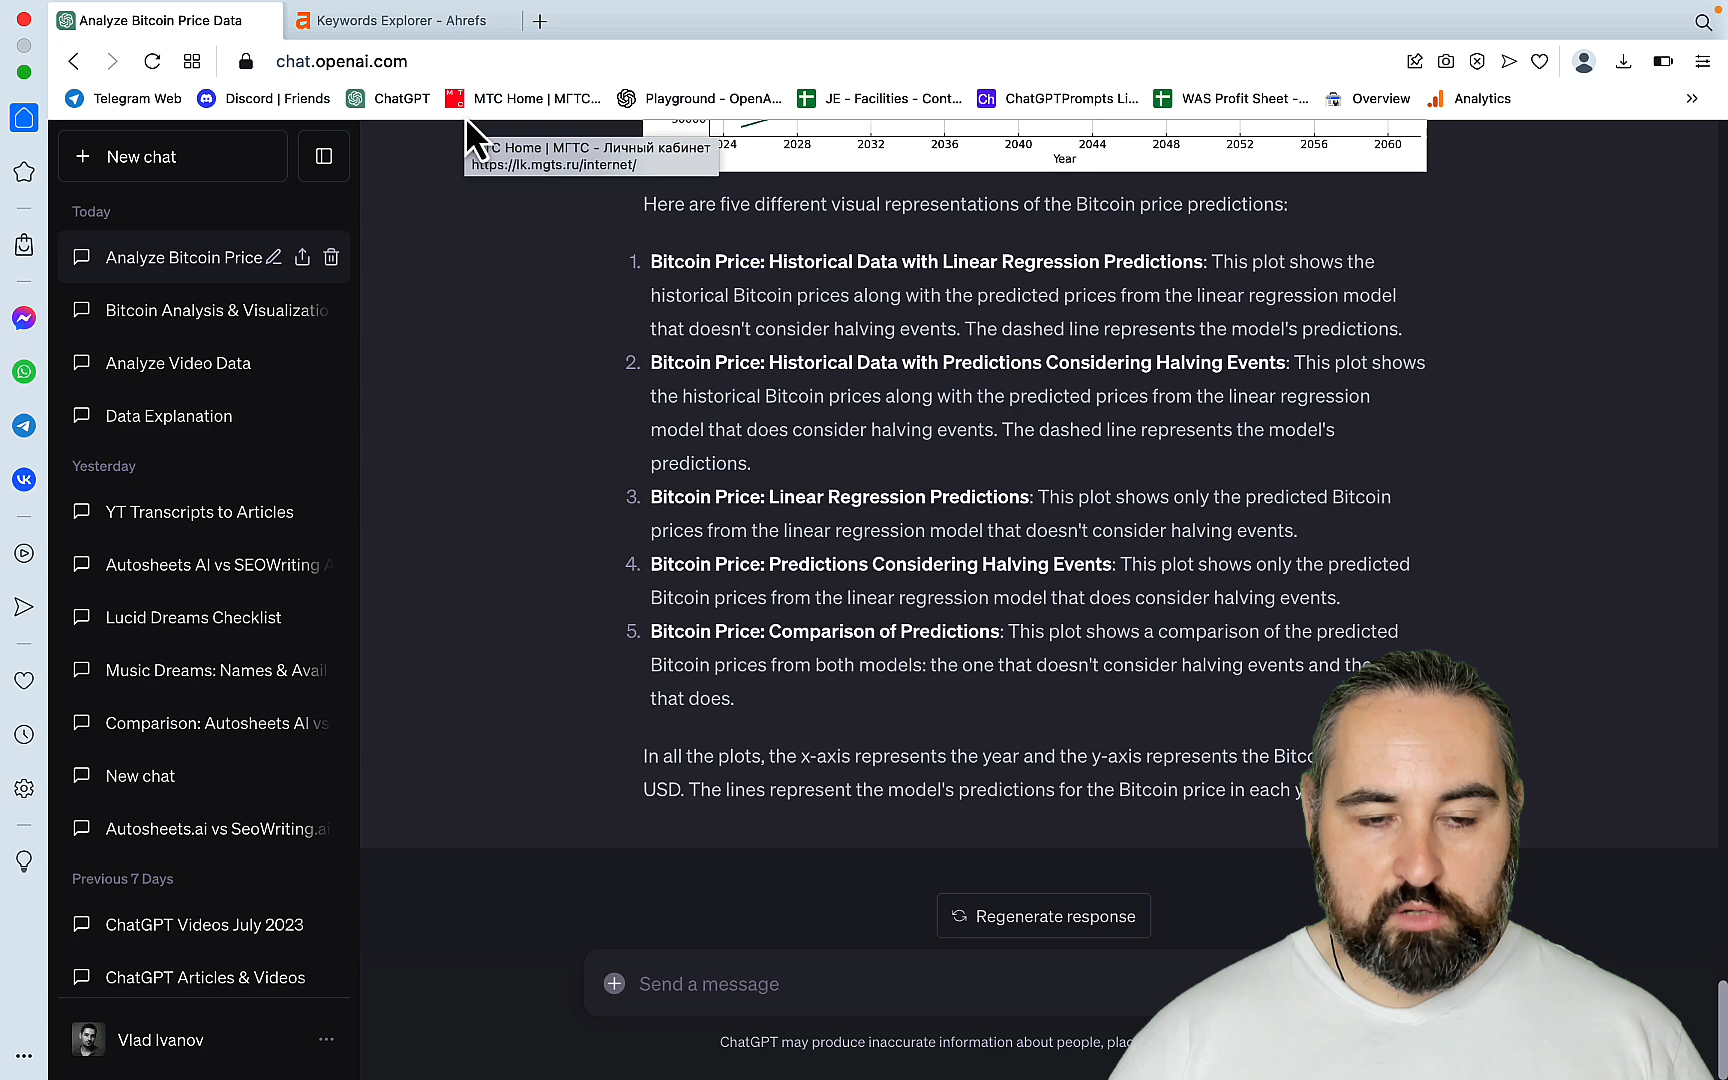 Analyze Bitcoin Price Data
Keywords Explorer - Ahrefs
chat.openai.com
Telegram Web
Discord | Friends
ChatGPT
МТС Home | МГТС...
Playground - OpenA...
JE - Facilities - Cont...
ChatGPTPrompts Li...
WAS Profit Sheet -...
Overview
Analytics
New chat
ТС Home | МГТС - Личный кабинет
https://lk.mgts.ru/internet/
24 2028 2032 2036 2040 2044 2048 2052 2056 2060
Year
Today
Analyze Bitcoin Price
Bitcoin Analysis & Visualizatio
Analyze Video Data
Data Explanation
Yesterday
YT Transcripts to Articles
Autosheets AI vs SEOWriting A
Lucid Dreams Checklist
Music Dreams: Names & Avail
Comparison: Autosheets AI vs
New chat
Autosheets.ai vs SeoWriting.ai
Previous 7 Days
ChatGPT Videos July 2023
ChatGPT Articles & Videos
Vlad Ivanov
Here are five different visual representations of the Bitcoin price predictions:
1. Bitcoin Price: Historical Data with Linear Regression Predictions: This plot shows the
historical Bitcoin prices along with the predicted prices from the linear regression model
that doesn't consider halving events. The dashed line represents the model's predictions.
2. Bitcoin Price: Historical Data with Predictions Considering Halving Events: This plot shows
the historical Bitcoin prices along with the predicted prices from the linear regression
model that does consider halving events. The dashed line represents the model's
predictions.
3. Bitcoin Price: Linear Regression Predictions: This plot shows only the predicted Bitcoin
prices from the linear regression model that doesn't consider halving events.
4. Bitcoin Price: Predictions Considering Halving Events: This plot shows only the predicted
Bitcoin prices from the linear regression model that does consider halving events.
5. Bitcoin Price: Comparison of Predictions: This plot shows a comparison of the predicted
Bitcoin prices from both models: the one that doesn't consider halving events and the
that does.
In all the plots, the x-axis represents the year and the y-axis represents the Bitc
USD. The lines represent the model's predictions for the Bitcoin price in each y
Regenerate response
Send a message
ChatGPT may produce inaccurate information about people, plac